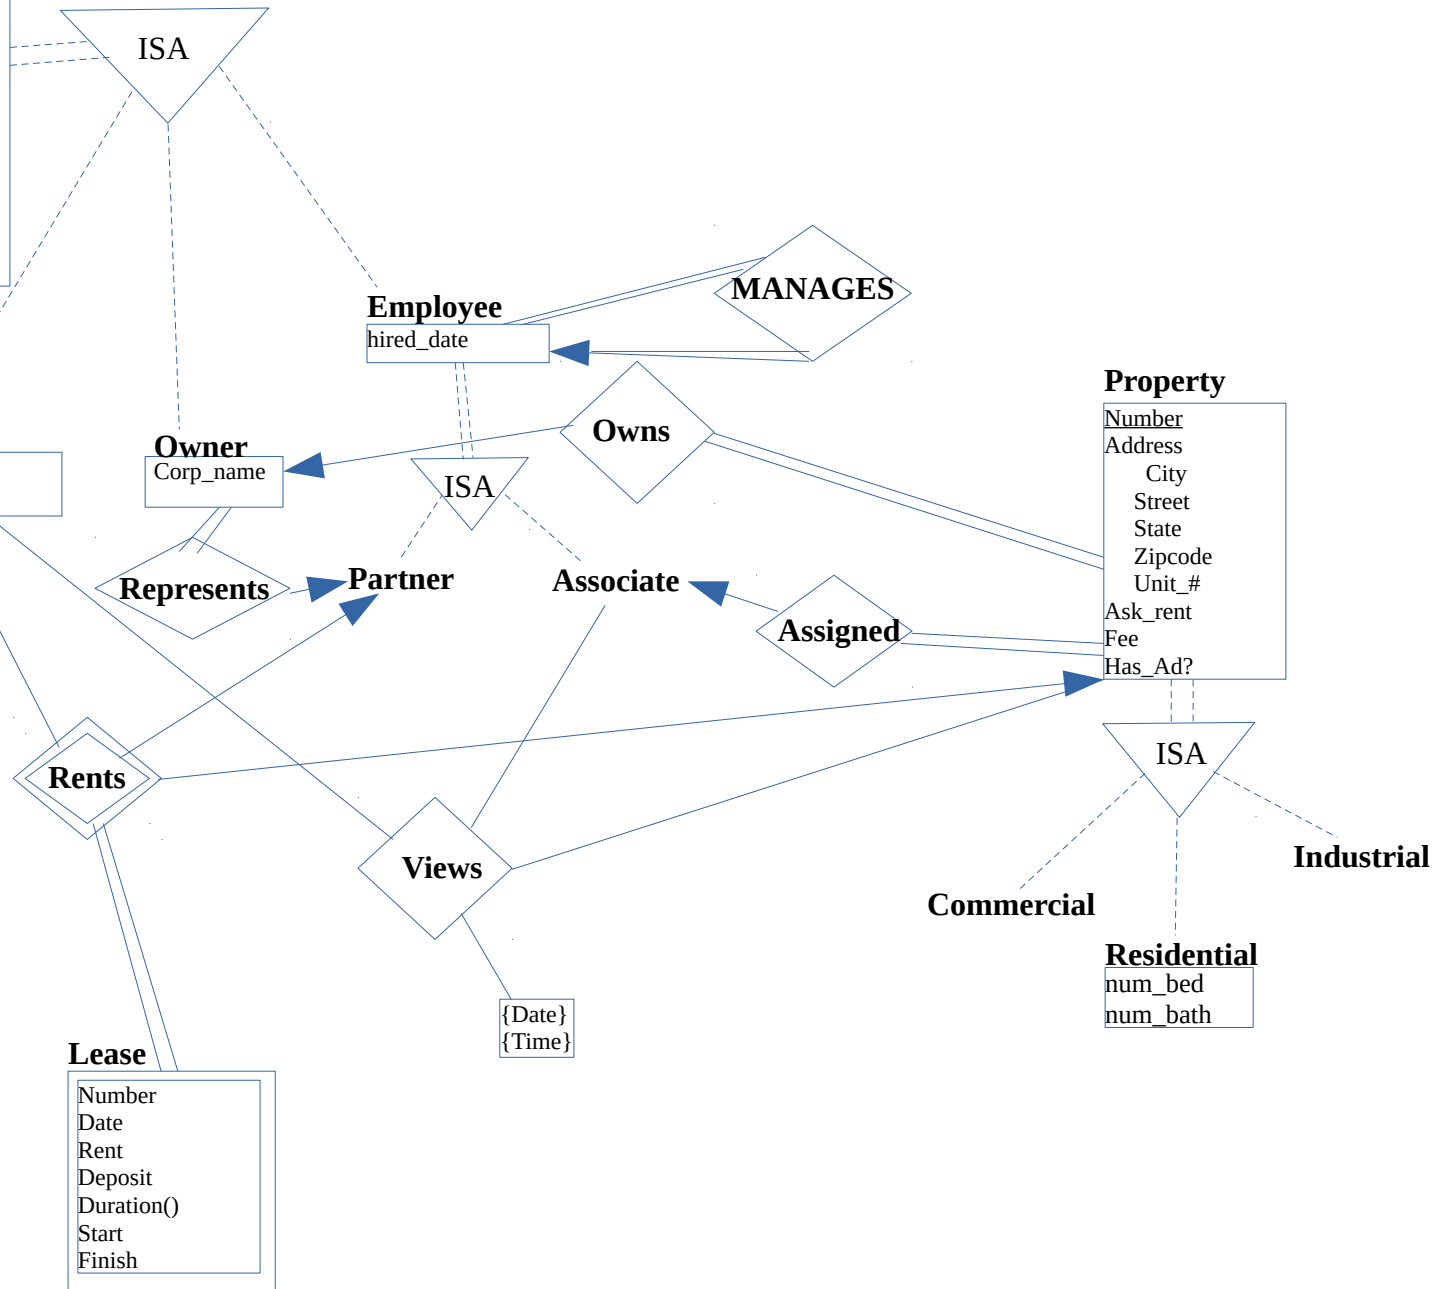 ISA
MANAGES
Employee
hired_date
Property
Number
Address
City
Street
State
Zipcode
Unit_#
Ask_rent
Fee
Has_Ad?
Owns
Owner
Corp_name
ISA
Represents
Partner
Associate
Assigned
Rents
ISA
Views
Industrial
Commercial
Residential
num_bed
num_bath
{Date}
{Time}
Lease
Number
Date
Rent
Deposit
Duration()
Start
Finish